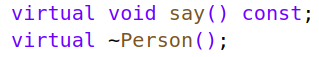 virtual void say() const;
virtual ~Person();